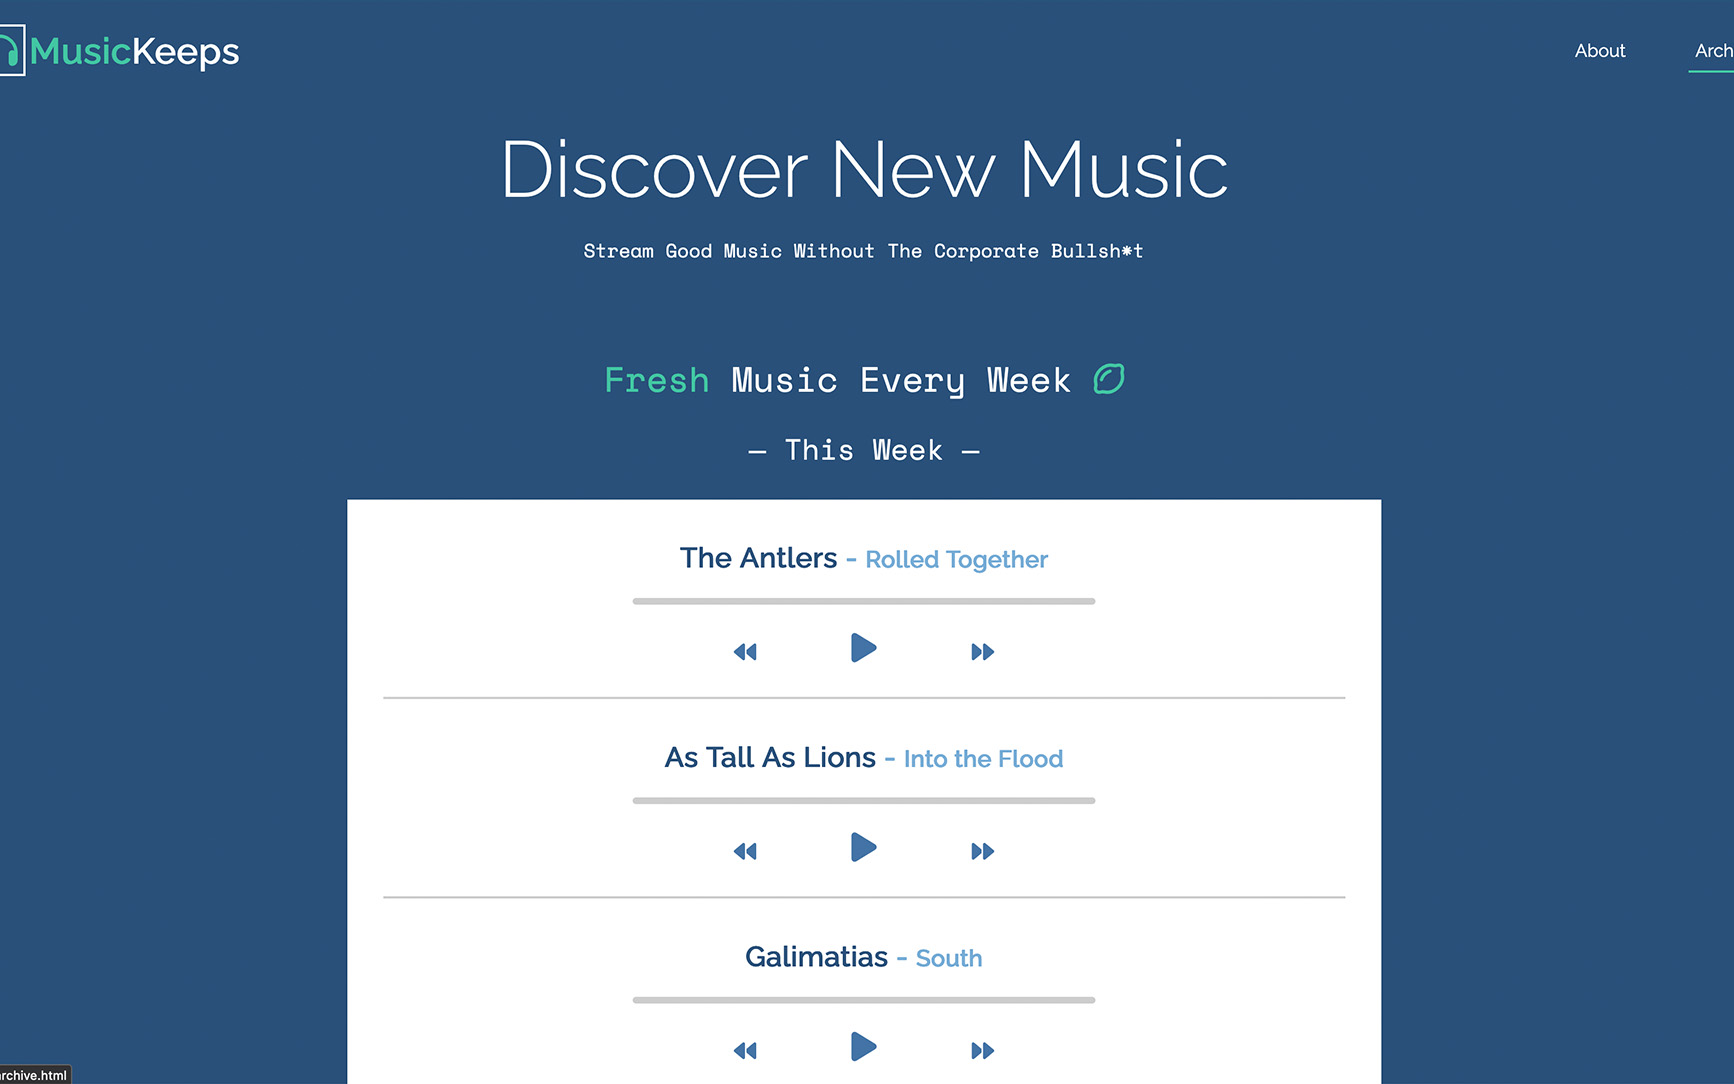 MusicKeeps
About
Arch
Discover New Music
Stream Good Music Without The Corporate Bullsh*t
Fresh Music Every Week
— This Week —
The Antlers - Rolled Together
As Tall As Lions - Into the Flood
Galimatias - South
rchive.html